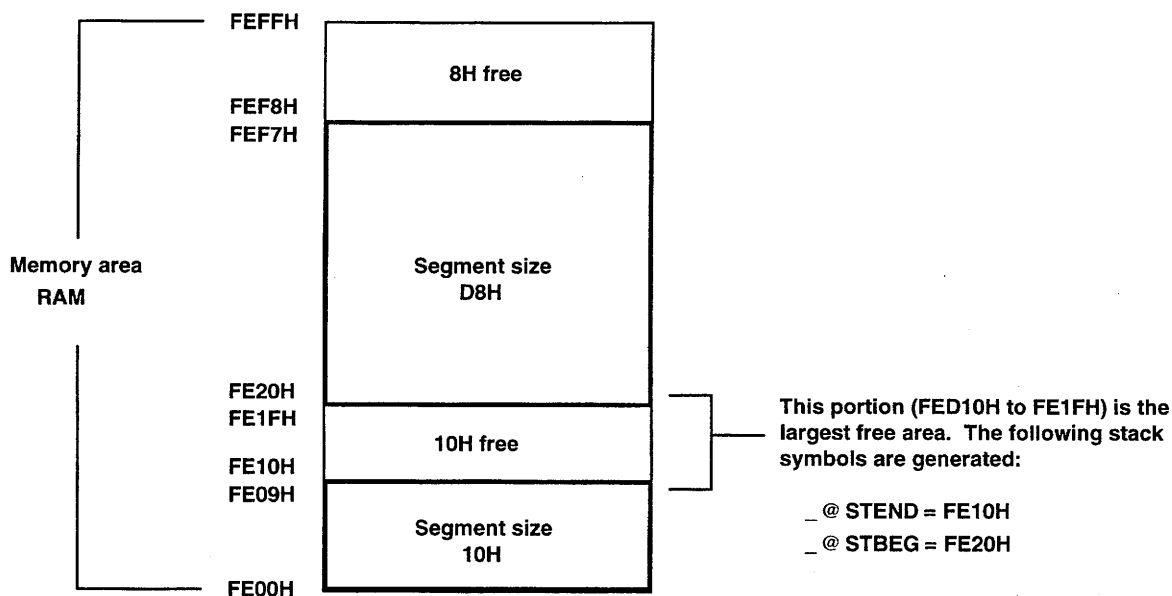 FEFFH
8H free
FEF8H
FEF7H
Memory area
RAM
Segment size
D8H
FE20H
FE1FH
10H free
FE10H
FE09H
Segment size
10H
FE00H
This portion (FED10H to FE1FH) is the
largest free area. The following stack
symbols are generated:
_ @ STEND = FE10H
_ @ STBEG = FE20H